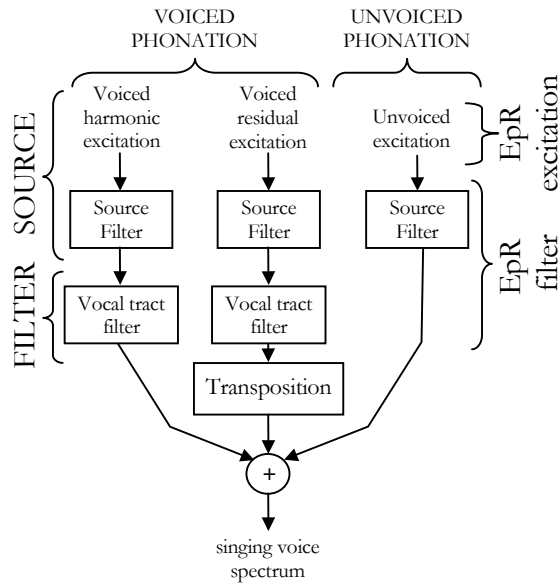 VOICED
PHONATION
UNVOICED
PHONATION
Voiced
harmonic
excitation
Voiced
residual
excitation
Unvoiced
excitation
SOURCE
EpR
excitation
Source
Filter
Source
Filter
Source
Filter
FILTER
EpR
filter
Vocal tract
filter
Vocal tract
filter
Transposition
+
singing voice
spectrum